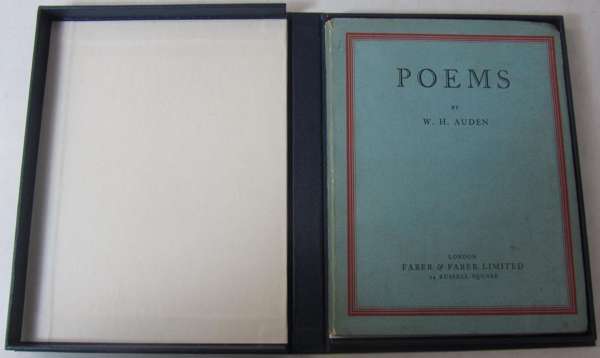 POEMS
BY
W. H. AUDEN
LONDON
FABER & FABER LIMITED
24 RUSSELL SQUARE